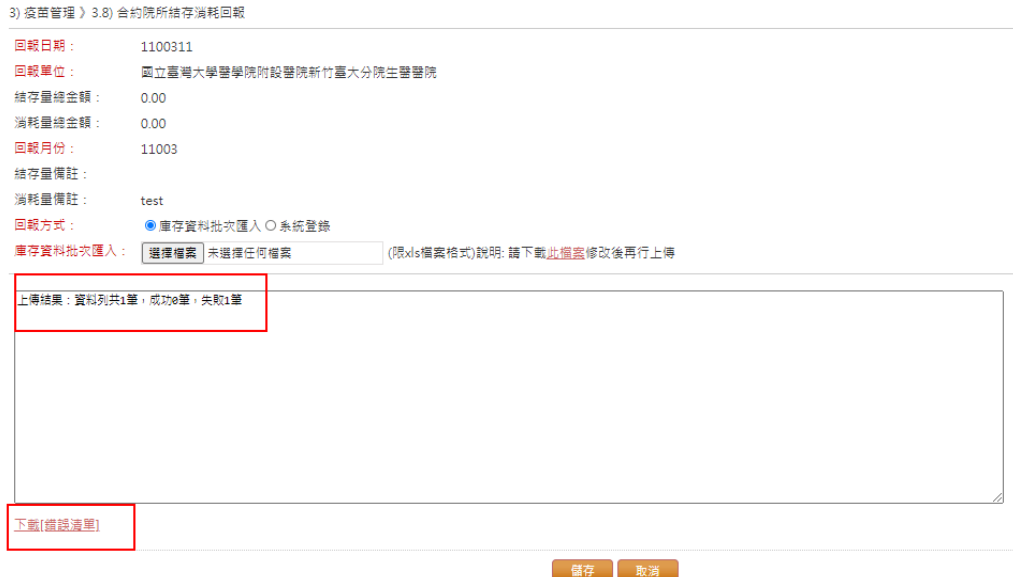 3) 疫苗管理 》3.8) 合約院所結存消耗回報
回報日期： 1100311
回報單位： 國立臺灣大學醫學院附設醫院新竹臺大分院生醫醫院
結存量總金額： 0.00
消耗量總金額： 0.00
回報月份： 11003
結存量備註：
消耗量備註： test
回報方式： 庫存資料批次匯入 系統登錄
庫存資料批次匯入： 選擇檔案 未選擇任何檔案 (限xls檔案格式)說明: 請下載此檔案修改後再行上傳
上傳結果：資料列共1筆，成功0筆，失敗1筆
下載[錯誤清單]
儲存 取消